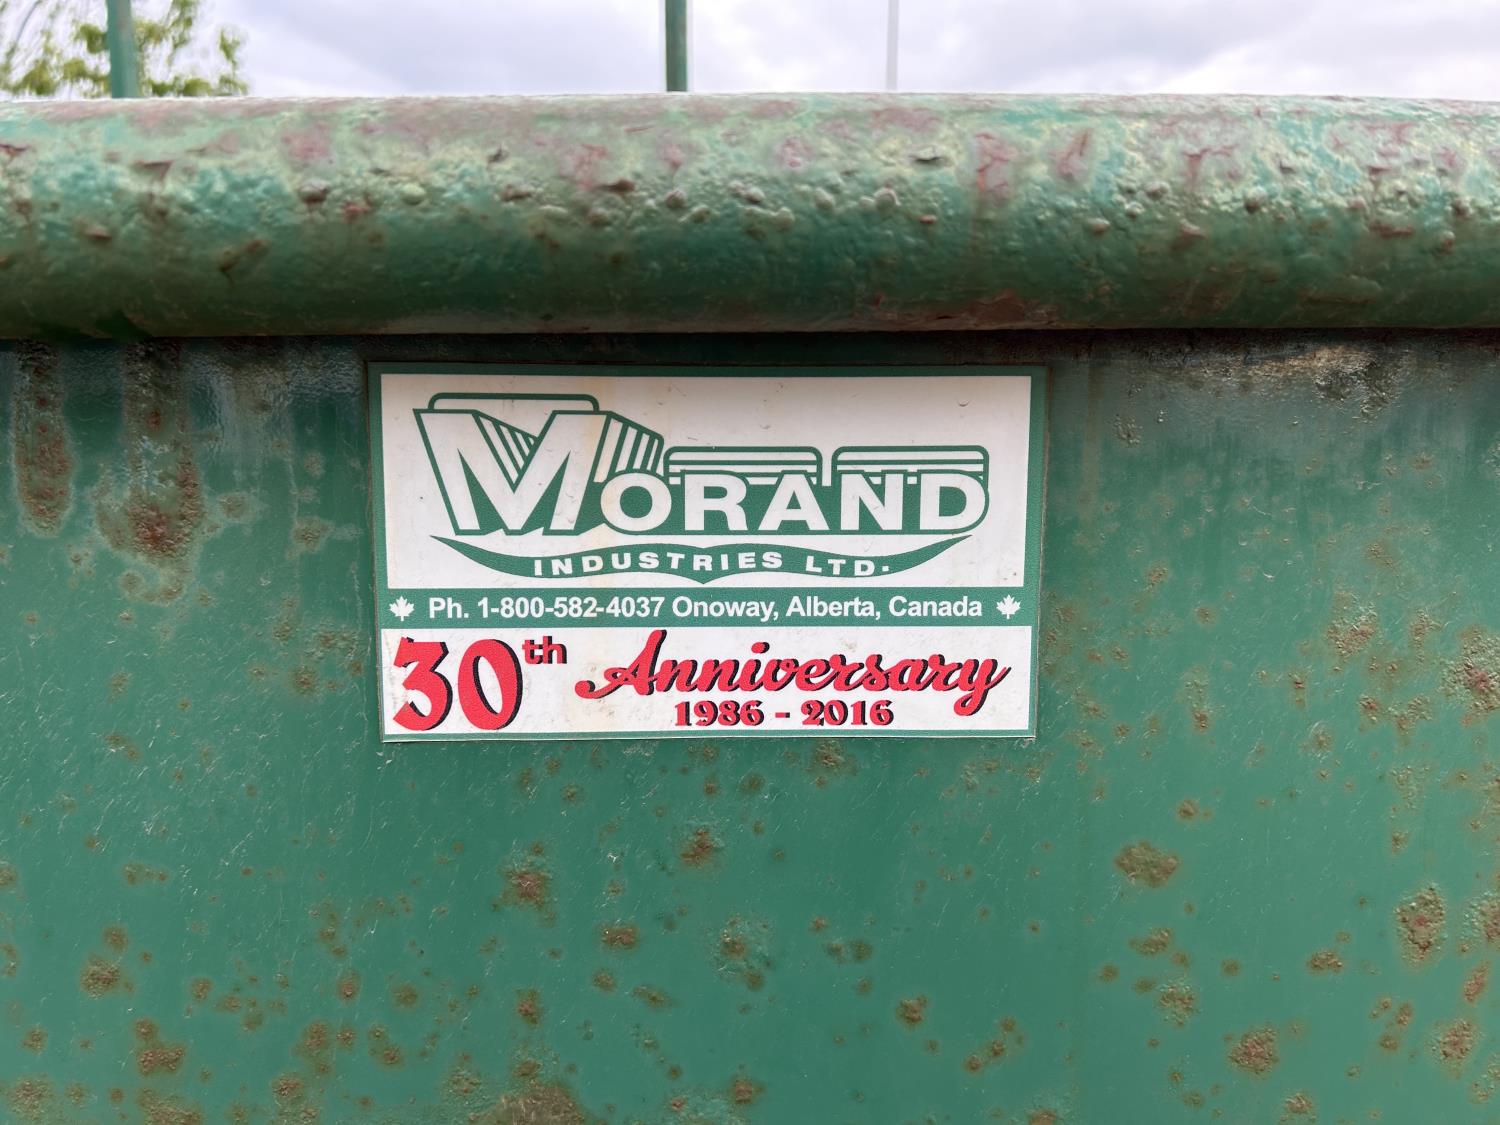 MORAND
INDUSTRIES LTD.
Ph. 1-800-582-4037 Onoway, Alberta, Canada
30th Anniversary
1986 - 2016